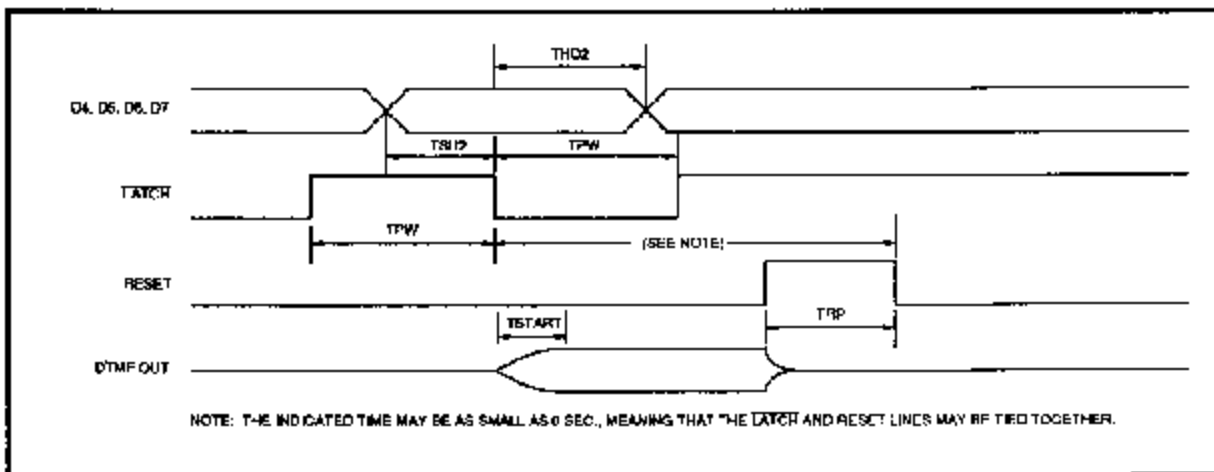 THD2
D4, D5, D6, D7
TSU2 TPW
LATCH
TPW (SEE NOTE)
RESET
TSTART TRP
DTMF OUT
NOTE: THE INDICATED TIME MAY BE AS SMALL AS 0 SEC., MEANING THAT THE LATCH AND RESET LINES MAY BE TIED TOGETHER.